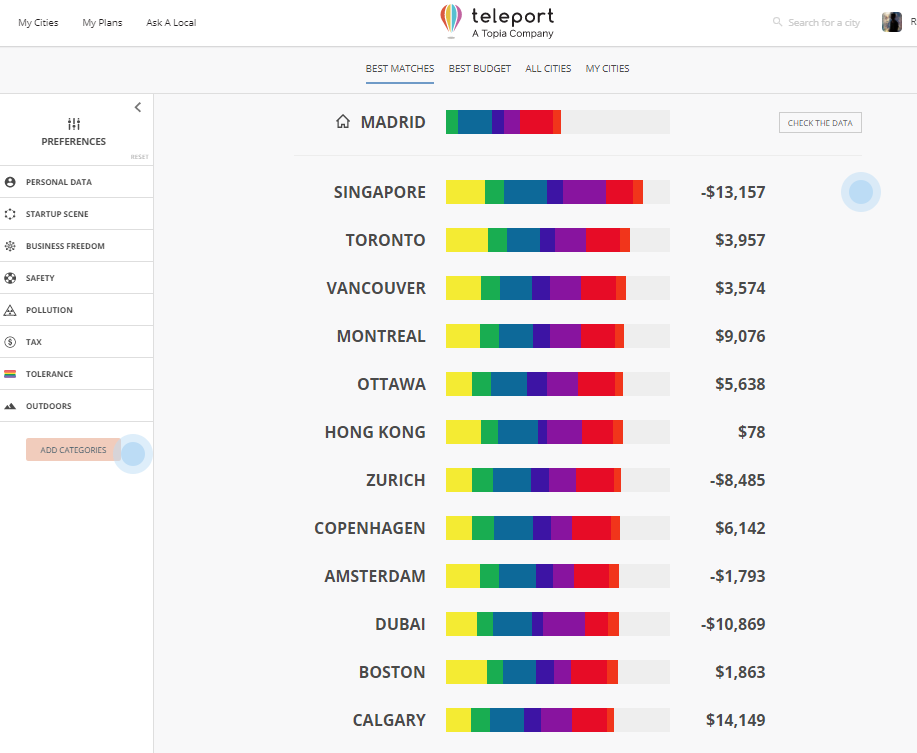 My Cities
My Plans
Ask A Local
teleport
A Topia Company
Search for a city
R
BEST MATCHES
BEST BUDGET
ALL CITIES
MY CITIES
PREFERENCES
RESET
PERSONAL DATA
STARTUP SCENE
BUSINESS FREEDOM
SAFETY
POLLUTION
$ TAX
TOLERANCE
OUTDOORS
ADD CATEGORIES
MADRID
CHECK THE DATA
SINGAPORE -$13,157
TORONTO $3,957
VANCOUVER $3,574
MONTREAL $9,076
OTTAWA $5,638
HONG KONG $78
ZURICH -$8,485
COPENHAGEN $6,142
AMSTERDAM -$1,793
DUBAI -$10,869
BOSTON $1,863
CALGARY $14,149